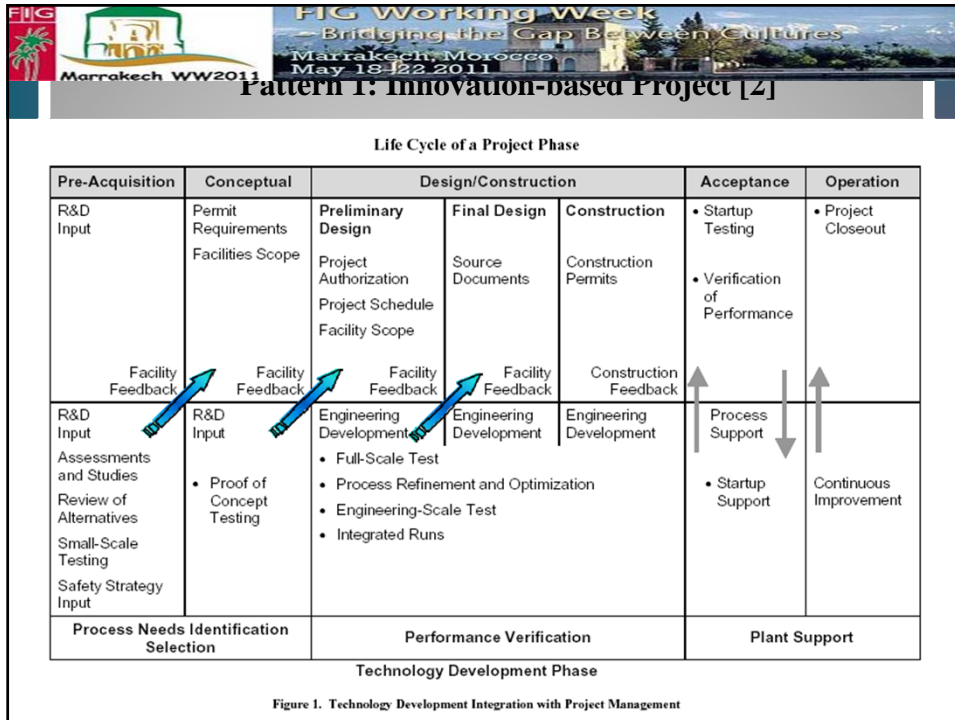 FIG
Marrakech WW2011
FIG Working Week
Bridging the Gap Between Cultures
Marrakech, Morocco
May 18-22 2011
Pattern 1: Innovation-based Project [2]
Life Cycle of a Project Phase
Pre-Acquisition
Conceptual
Design/Construction
Acceptance
Operation
R&D
Input
Facility
Feedback
Permit
Requirements
Facilities Scope
Facility
Feedback
Preliminary
Design
Project
Authorization
Project Schedule
Facility Scope
Facility
Feedback
Final Design
Source
Documents
Facility
Feedback
Construction
Construction
Permits
Construction
Feedback
• Startup
Testing
• Verification
of
Performance
• Project
Closeout
R&D
Input
Assessments
and Studies
Review of
Alternatives
Small-Scale
Testing
Safety Strategy
Input
R&D
Input
• Proof of
Concept
Testing
Engineering
Development
Engineering
Development
Engineering
Development
• Full-Scale Test
• Process Refinement and Optimization
• Engineering-Scale Test
• Integrated Runs
Process
Support
• Startup
Support
Continuous
Improvement
Process Needs Identification
Selection
Performance Verification
Plant Support
Technology Development Phase
Figure 1. Technology Development Integration with Project Management